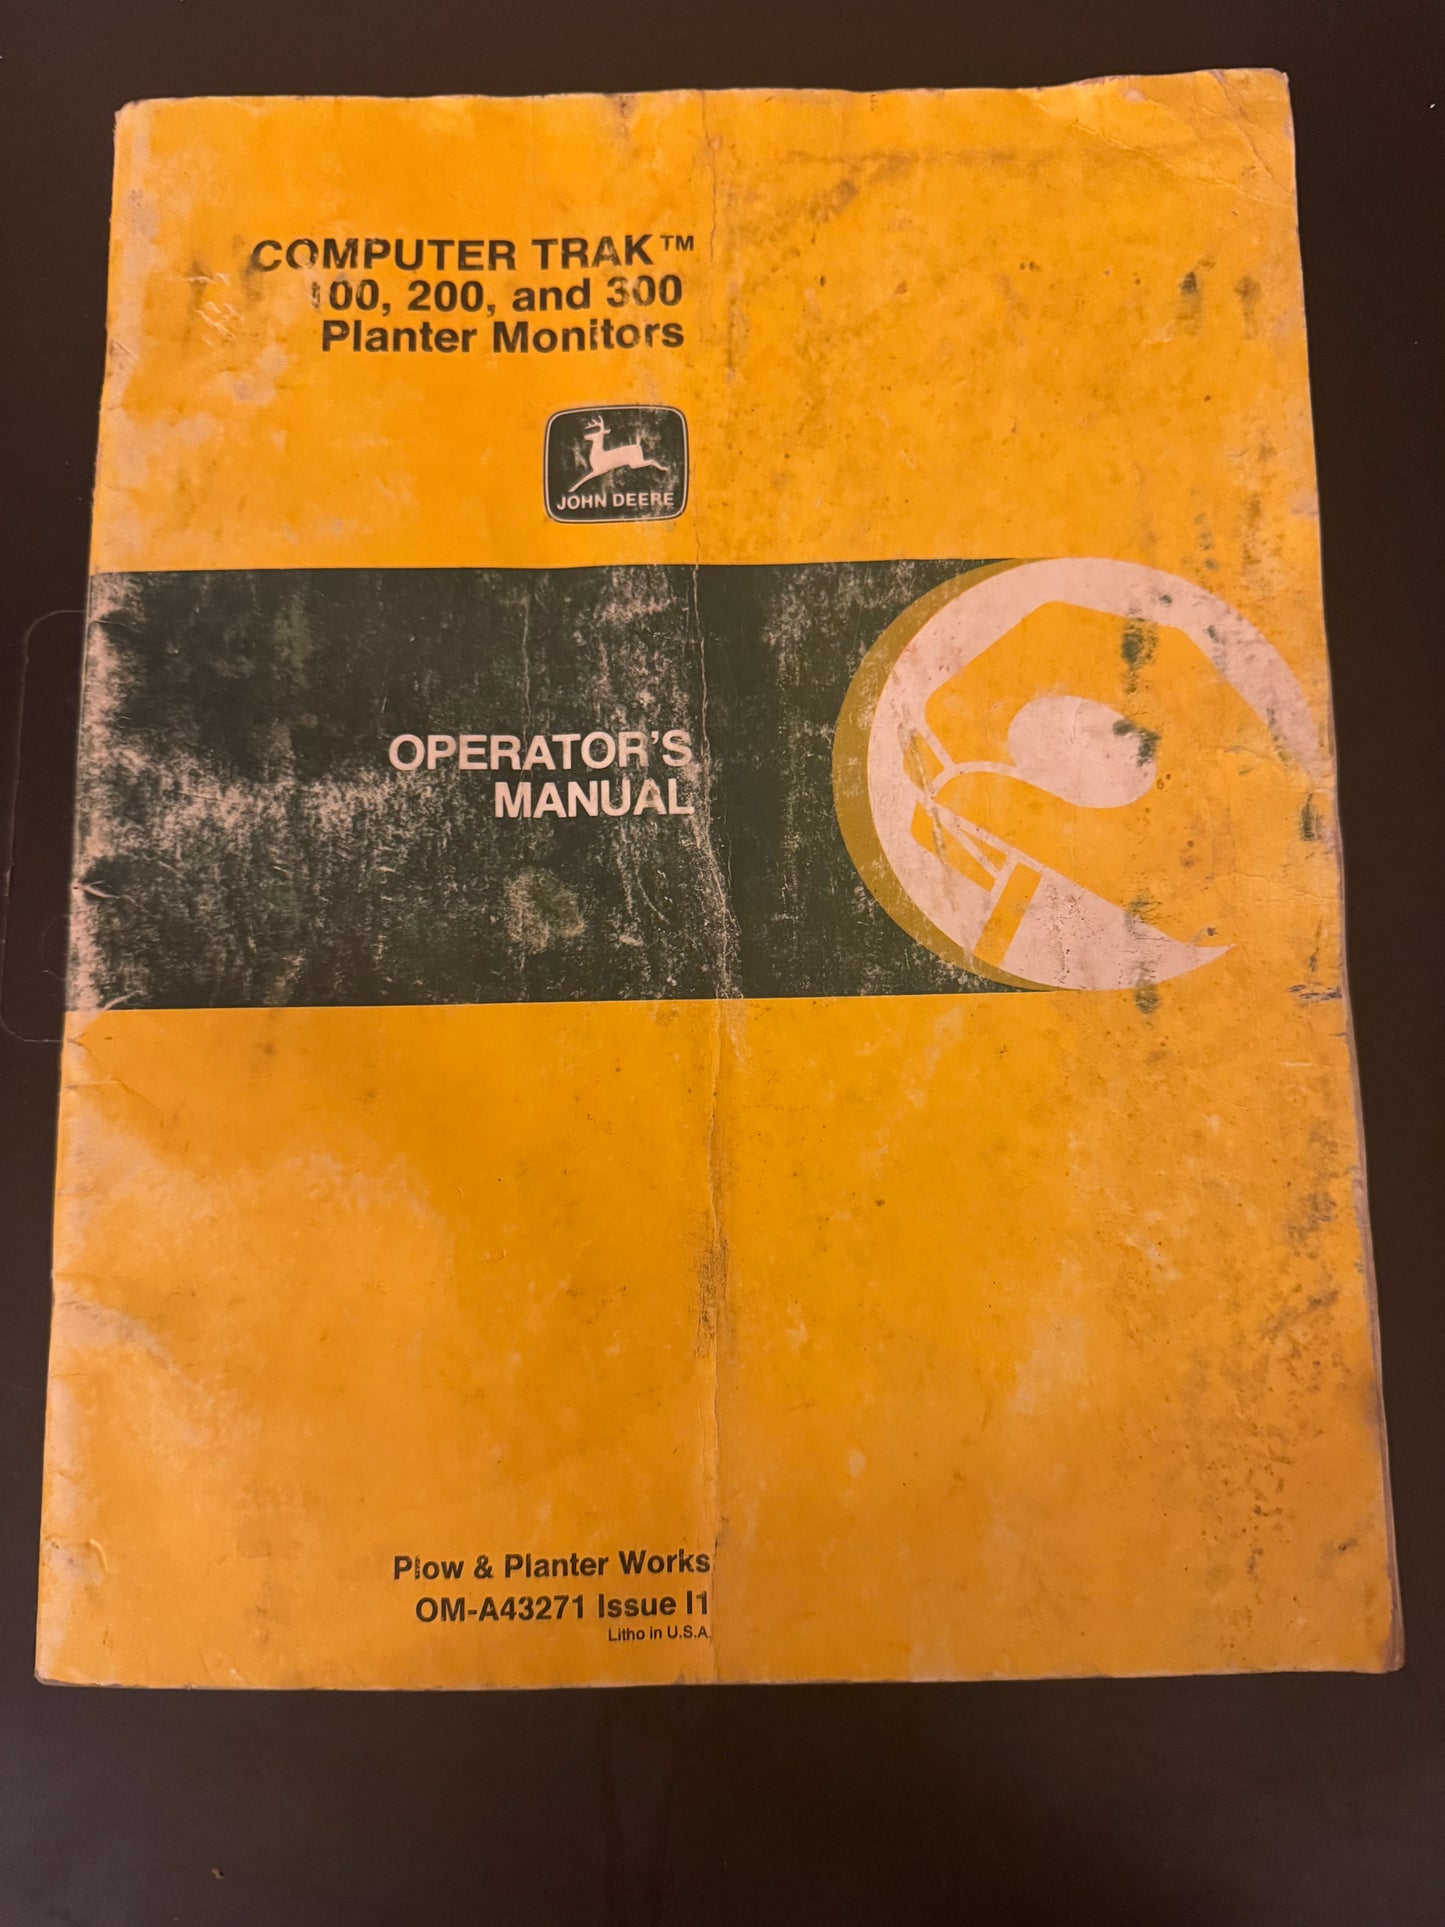 COMPUTER TRAK™
100, 200, and 300
Planter Monitors
JOHN DEERE
OPERATOR'S
MANUAL
Plow & Planter Works
OM-A43271 Issue I1
Litho in U.S.A.